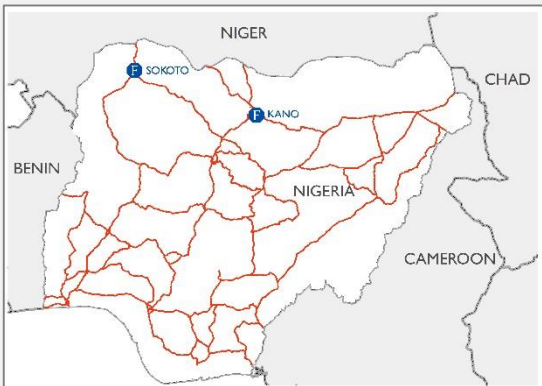 NIGER
F SOKOTO
CHAD
F KANO
BENIN
NIGERIA
CAMEROON